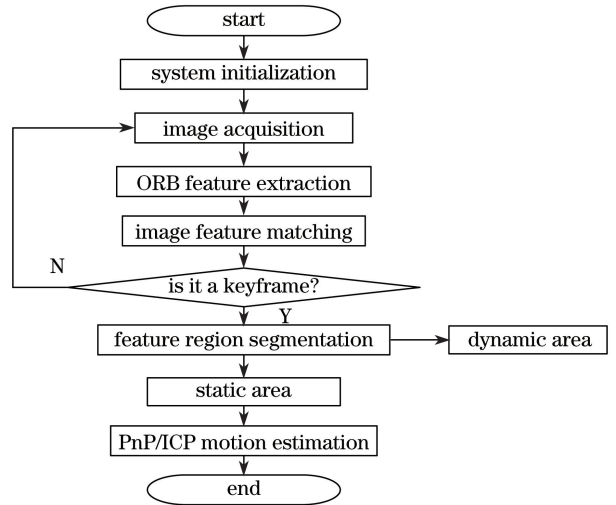 start
system initialization
image acquisition
ORB feature extraction
image feature matching
N
is it a keyframe?
Y
feature region segmentation
dynamic area
static area
PnP/ICP motion estimation
end